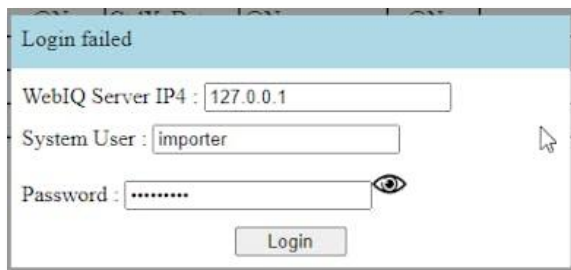 Login failed
WebIQ Server IP4 : 127.0.0.1
System User : importer
Password : •••••••••
Login